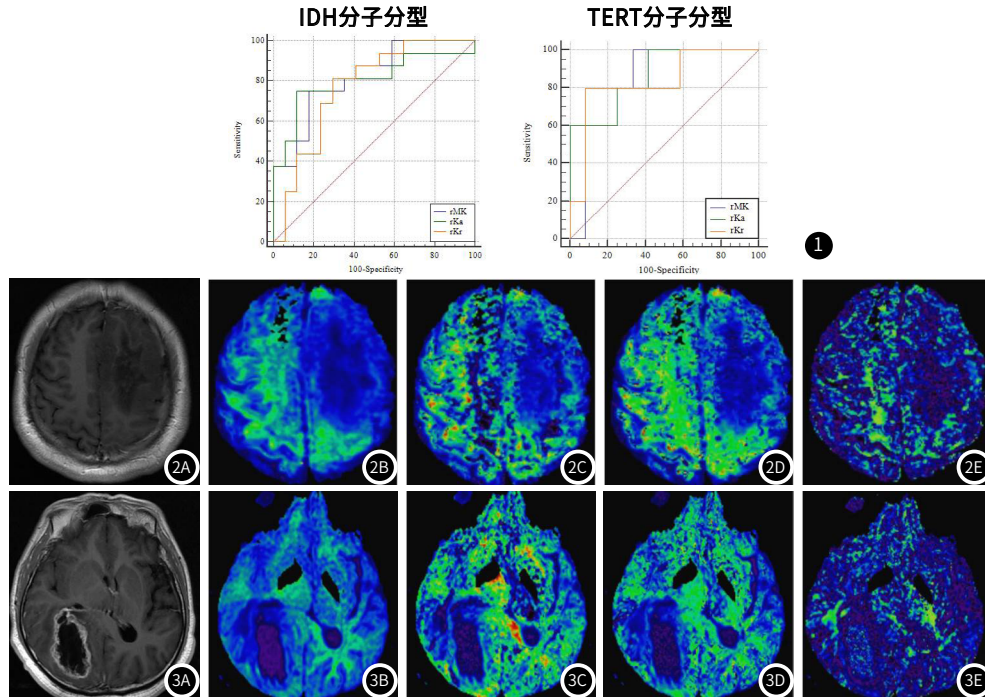 IDH分子分型
TERT分子分型
100
80
60
40
20
0
Sensitivity
0 20 40 60 80 100
100-Specificity
rMK
rKa
rKr
100
80
60
40
20
0
Sensitivity
0 20 40 60 80 100
100-Specificity
rMK
rKa
rKr
1
2A
2B
2C
2D
2E
3A
3B
3C
3D
3E